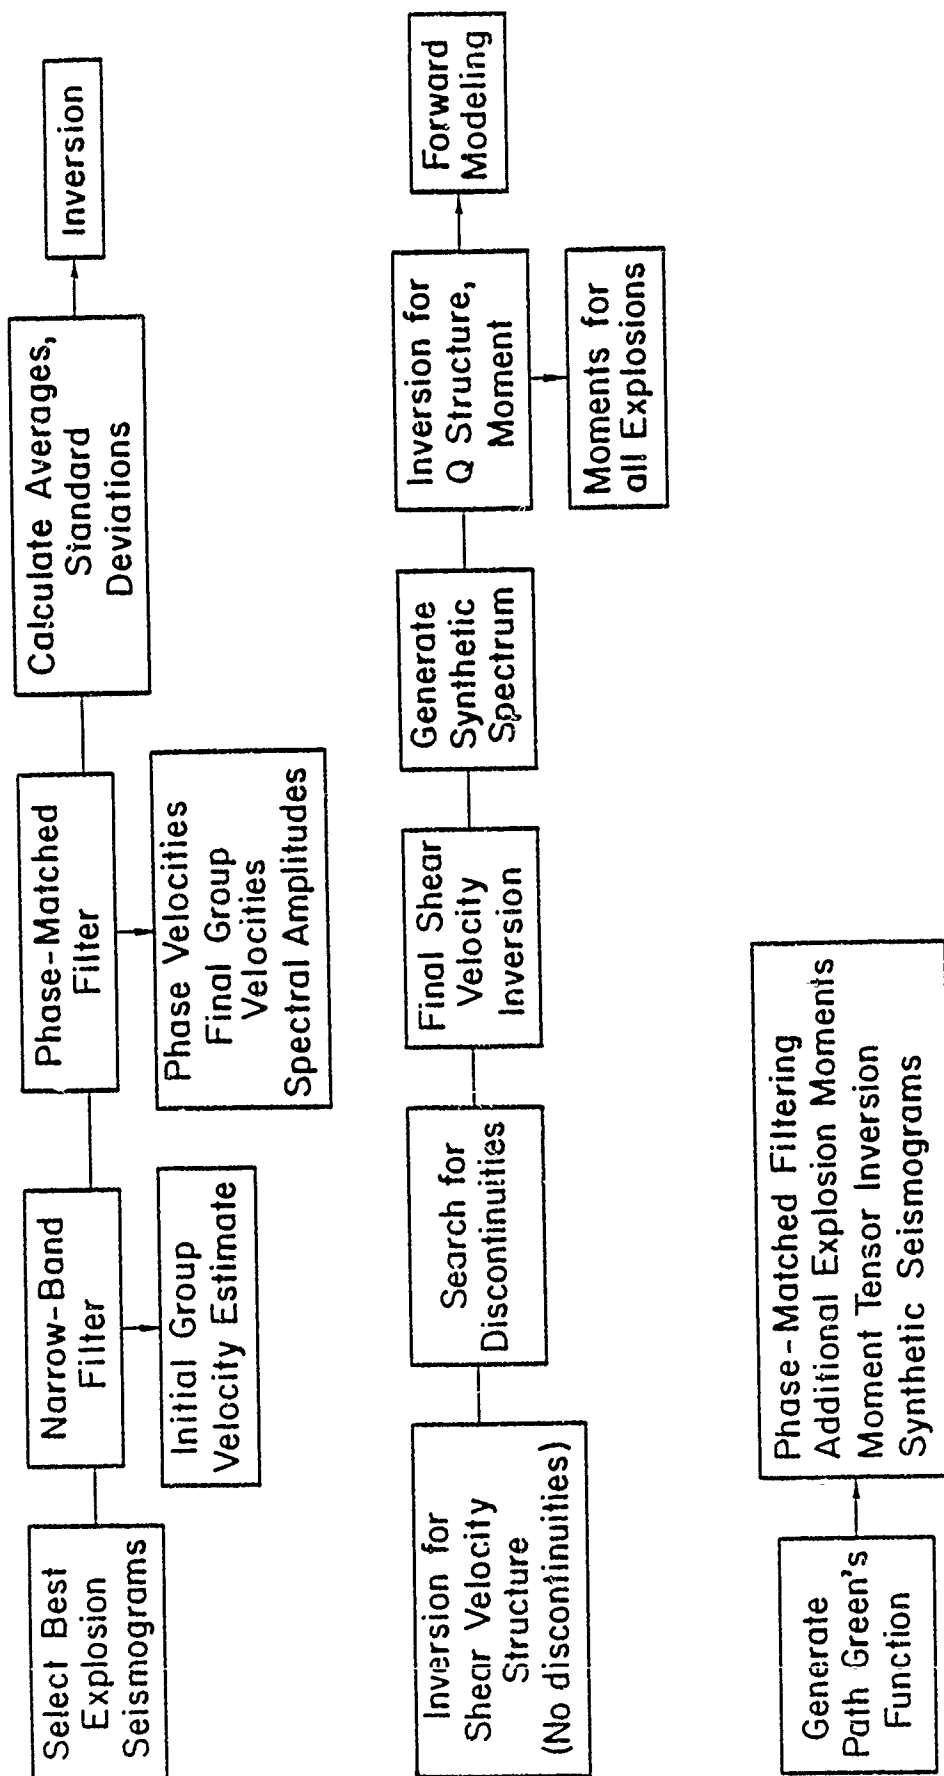 Select Best
Explosion
Seismograms
Narrow-Band
Filter
Initial Group
Velocity Estimate
Phase-Matched
Filter
Phase Velocities
Final Group
Velocities
Spectral Amplitudes
Calculate Averages,
Standard
Deviations
Inversion
Inversion for
Shear Velocity
Structure
(No discontinuities)
Search for
Discontinuities
Final Shear
Velocity
Inversion
Generate
Synthetic
Spectrum
Inversion for
Q Structure,
Moment
Moments for
all Explosions
Forward
Modeling
Generate
Path Green's
Function
Phase-Matched Filtering
Additional Explosion Moments
Moment Tensor Inversion
Synthetic Seismograms